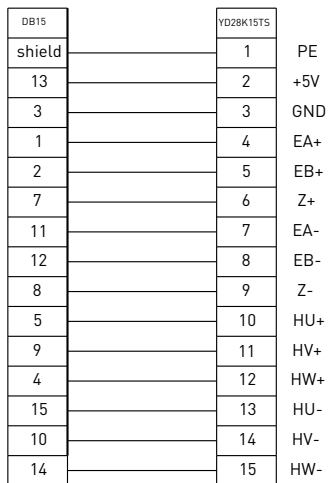 DB15 YD28K15TS
shield 1 PE
13 2 +5V
3 3 GND
1 4 EA+
2 5 EB+
7 6 Z+
11 7 EA-
12 8 EB-
8 9 Z-
5 10 HU+
9 11 HV+
4 12 HW+
15 13 HU-
10 14 HV-
14 15 HW-